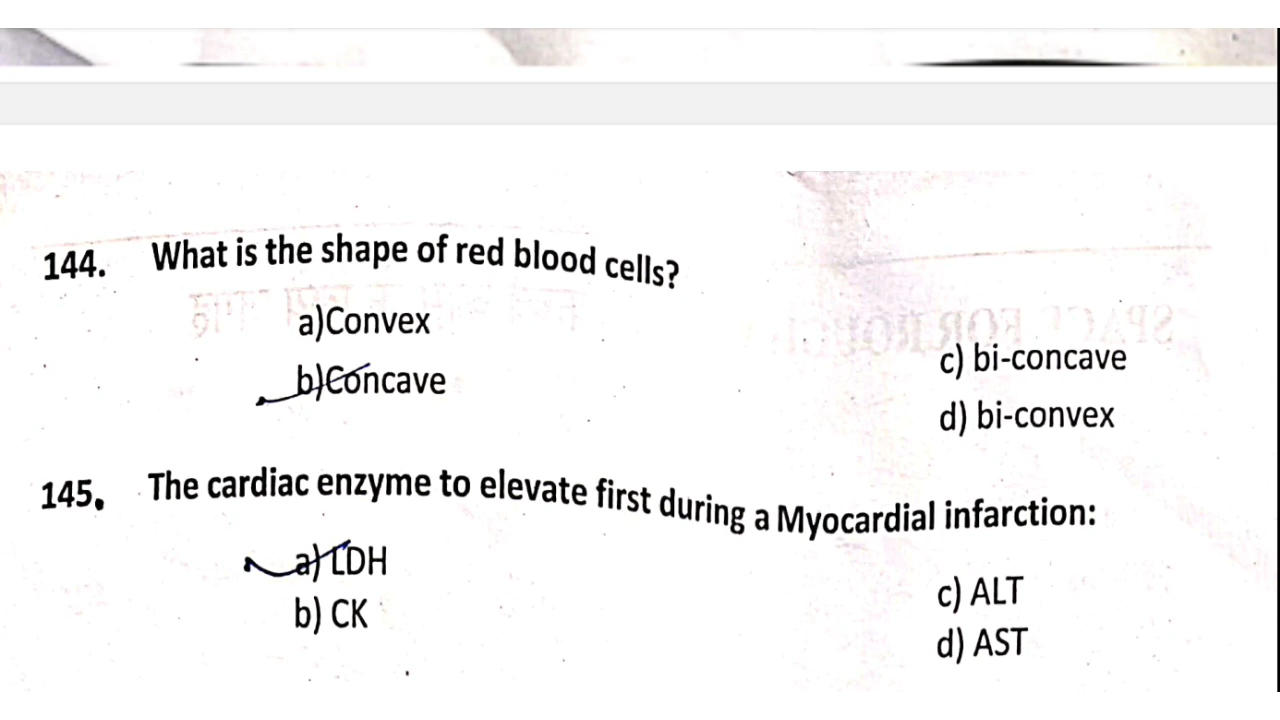 144. What is the shape of red blood cells?
a)Convex
b)Concave
c) bi-concave
d) bi-convex
145. The cardiac enzyme to elevate first during a Myocardial infarction:
a) LDH
b) CK
c) ALT
d) AST